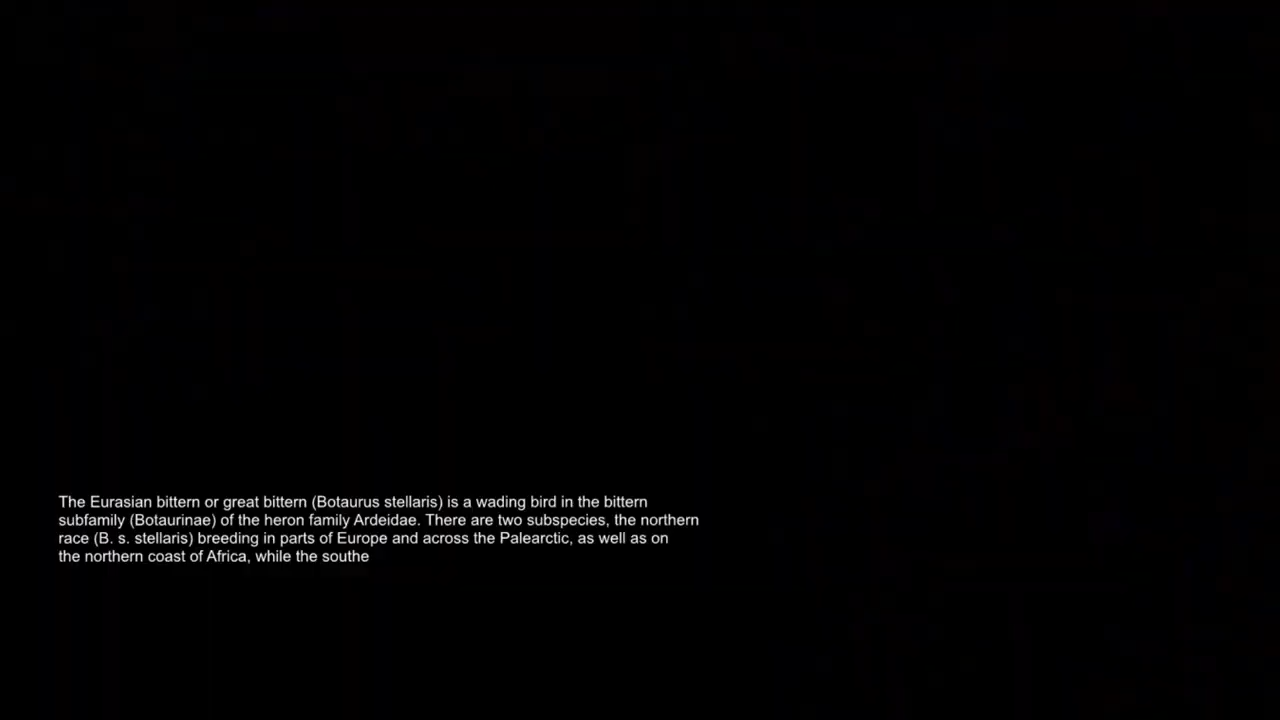 The Eurasian bittern or great bittern (Botaurus stellaris) is a wading bird in the bittern
subfamily (Botaurinae) of the heron family Ardeidae. There are two subspecies, the northern
race (B. s. stellaris) breeding in parts of Europe and across the Palearctic, as well as on
the northern coast of Africa, while the southe